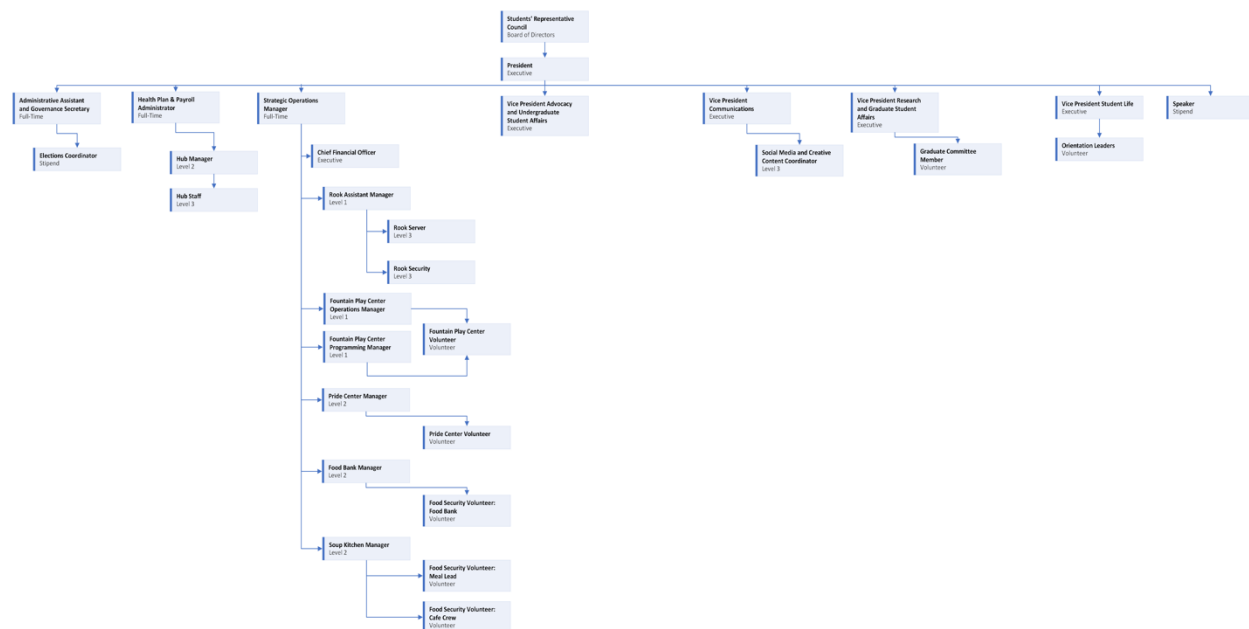 Students' Representative
Council
Board of Directors
President
Executive
Administrative Assistant
and Governance Secretary
Full-Time
Health Plan & Payroll
Administrator
Full-Time
Strategic Operations
Manager
Full-Time
Vice President Advocacy
and Undergraduate
Student Affairs
Executive
Vice President
Communications
Executive
Vice President Research
and Graduate Student
Affairs
Executive
Vice President Student Life
Executive
Speaker
Stipend
Elections Coordinator
Stipend
Hub Manager
Level 2
Hub Staff
Level 3
Chief Financial Officer
Executive
Social Media and Creative
Content Coordinator
Level 3
Graduate Committee
Member
Volunteer
Orientation Leaders
Volunteer
Rook Assistant Manager
Level 1
Rook Server
Level 3
Rook Security
Level 3
Fountain Play Center
Operations Manager
Level 1
Fountain Play Center
Programming Manager
Level 1
Fountain Play Center
Volunteer
Volunteer
Pride Center Manager
Level 2
Pride Center Volunteer
Volunteer
Food Bank Manager
Level 2
Food Security Volunteer:
Food Bank
Volunteer
Soup Kitchen Manager
Level 2
Food Security Volunteer:
Meal Lead
Volunteer
Food Security Volunteer:
Cafe Crew
Volunteer